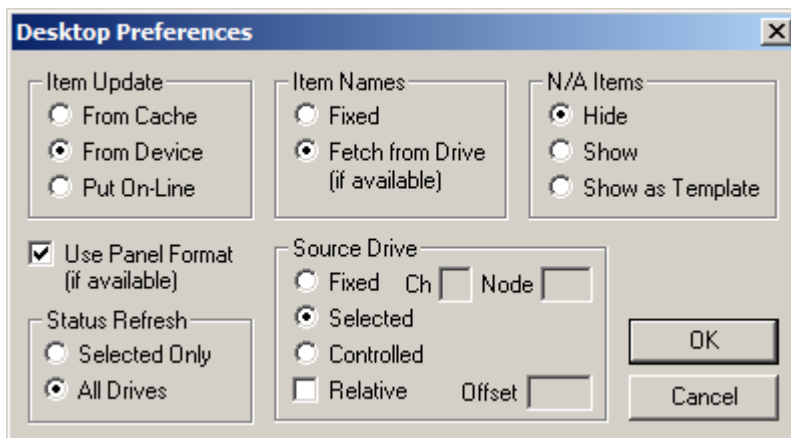 Desktop Preferences
Item Update
From Cache
From Device
Put On-Line
Item Names
Fixed
Fetch from Drive
(if available)
N/A Items
Hide
Show
Show as Template
Use Panel Format
(if available)
Status Refresh
Selected Only
All Drives
Source Drive
Fixed Ch Node
Selected
Controlled
Relative Offset
OK
Cancel